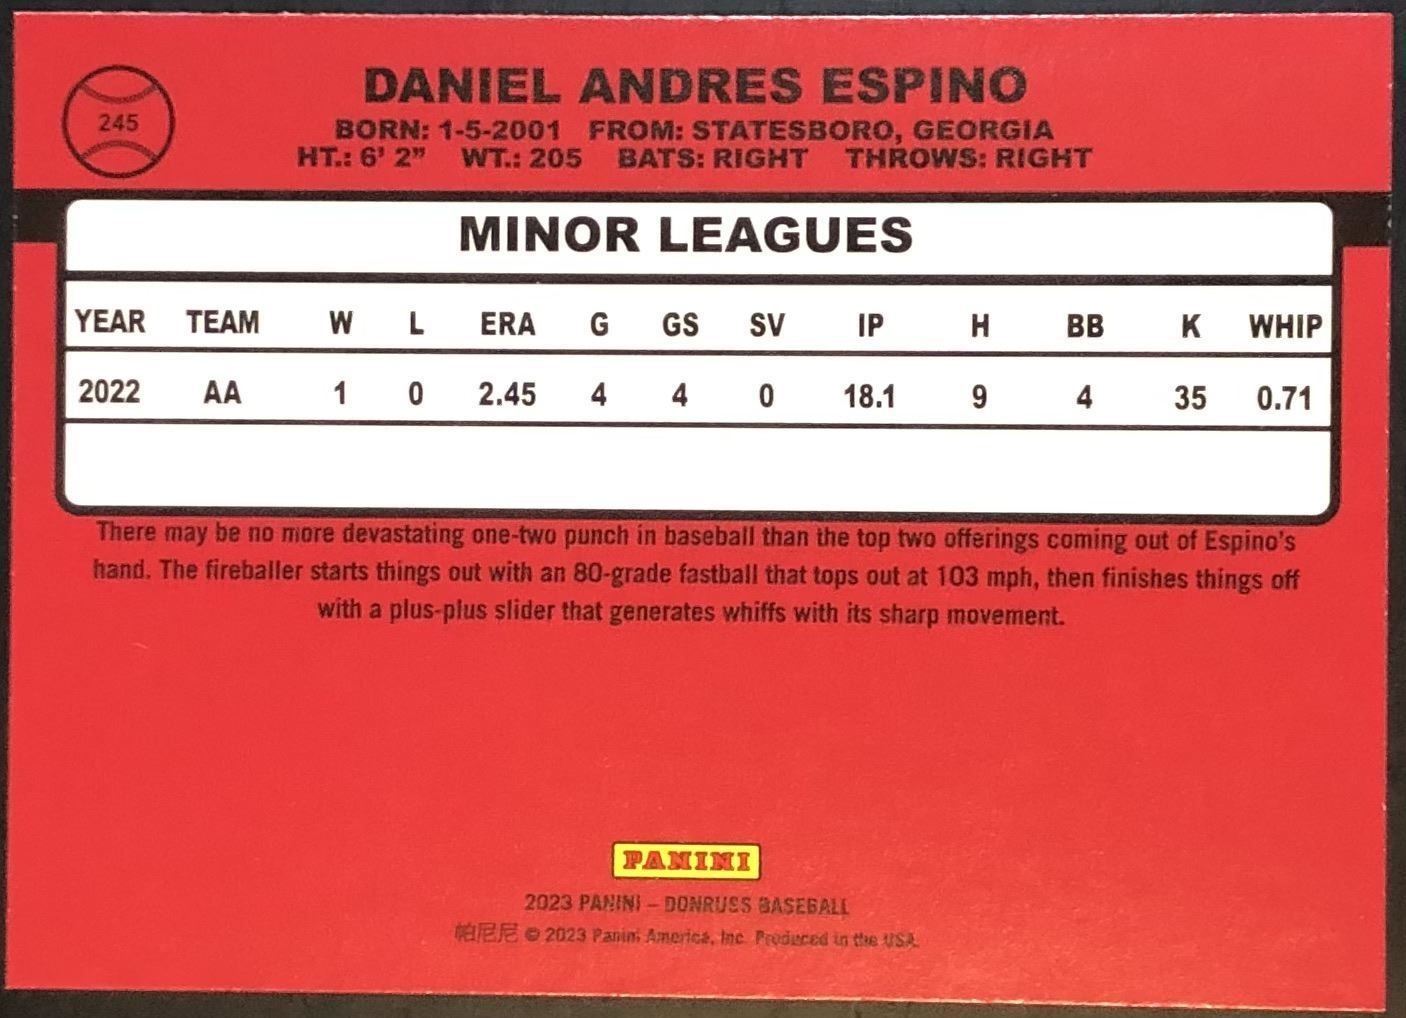 245
DANIEL ANDRES ESPINO
BORN: 1-5-2001 FROM: STATESBORO, GEORGIA
HT.: 6' 2" WT.: 205 BATS: RIGHT THROWS: RIGHT
MINOR LEAGUES
YEAR TEAM W L ERA G GS SV IP H BB K WHIP
2022 AA 1 0 2.45 4 4 0 18.1 9 4 35 0.71
There may be no more devastating one-two punch in baseball than the top two offerings coming out of Espino's
hand. The fireballer starts things out with an 80-grade fastball that tops out at 103 mph, then finishes things off
with a plus-plus slider that generates whiffs with its sharp movement.
PANINI
2023 PANINI – DONRUSS BASEBALL
帕尼尼 © 2023 Panini America, Inc. Produced in the USA.